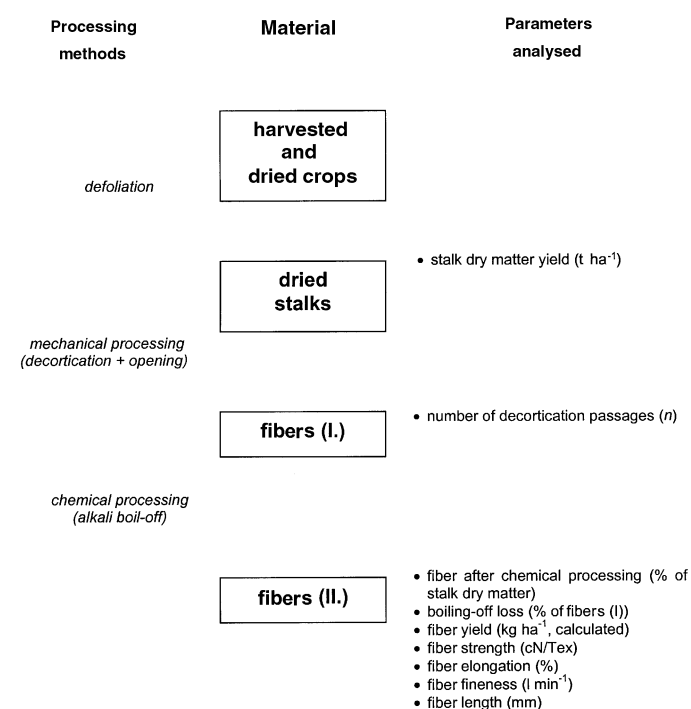 Processing
methods
Material
Parameters
analysed
harvested
and
dried crops
defoliation
• stalk dry matter yield (t ha⁻¹)
dried
stalks
mechanical processing
(decortication + opening)
• number of decortication passages (n)
fibers (I.)
chemical processing
(alkali boil-off)
fibers (II.)
• fiber after chemical processing (% of
stalk dry matter)
• boiling-off loss (% of fibers (I))
• fiber yield (kg ha⁻¹, calculated)
• fiber strength (cN/Tex)
• fiber elongation (%)
• fiber fineness (l min⁻¹)
• fiber length (mm)